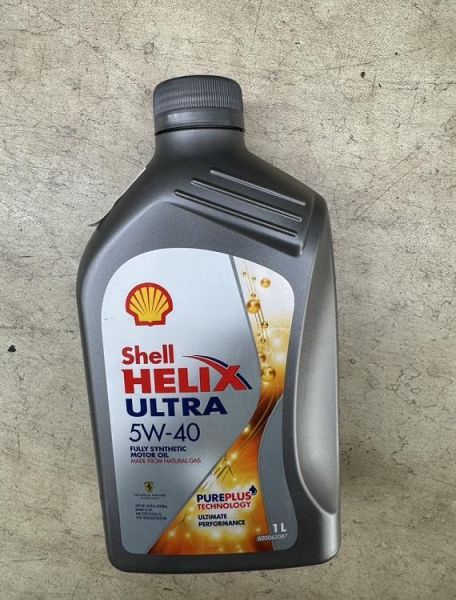 Shell
HELIX
ULTRA
5W-40
FULLY SYNTHETIC
MOTOR OIL
MADE FROM NATURAL GAS
PUREPLUS
TECHNOLOGY
ULTIMATE
PERFORMANCE
1 L